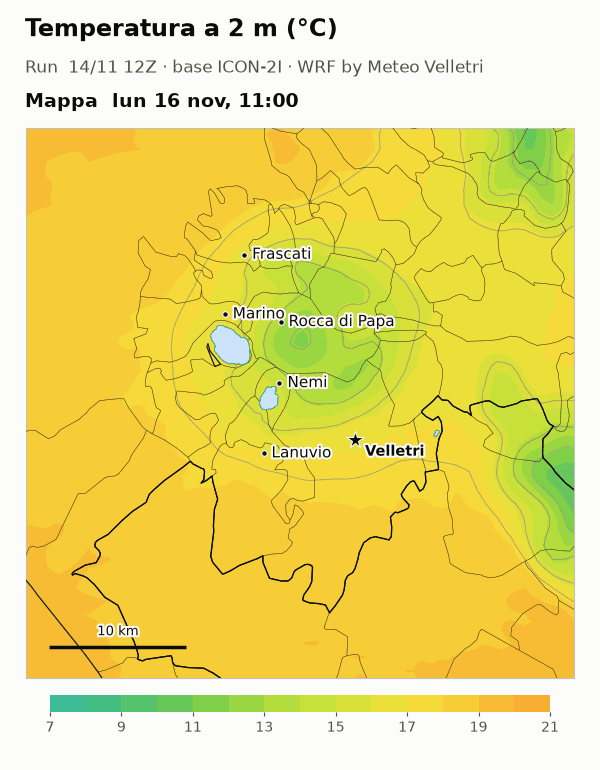 Temperatura a 2 m (°C)
Run  14/11 12Z · base ICON-2I · WRF by Meteo Velletri
Mappa  lun 16 nov, 11:00
Frascati
Marino
Rocca di Papa
Nemi
Velletri
Lanuvio
10 km
7 9 11 13 15 17 19 21